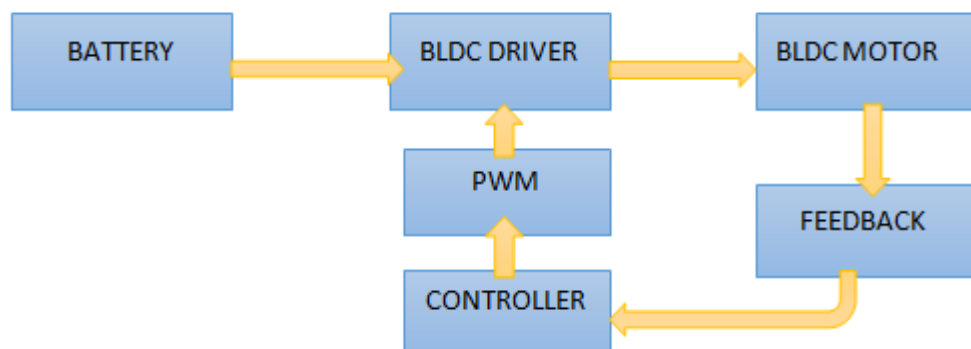 BATTERY
BLDC DRIVER
BLDC MOTOR
PWM
FEEDBACK
CONTROLLER